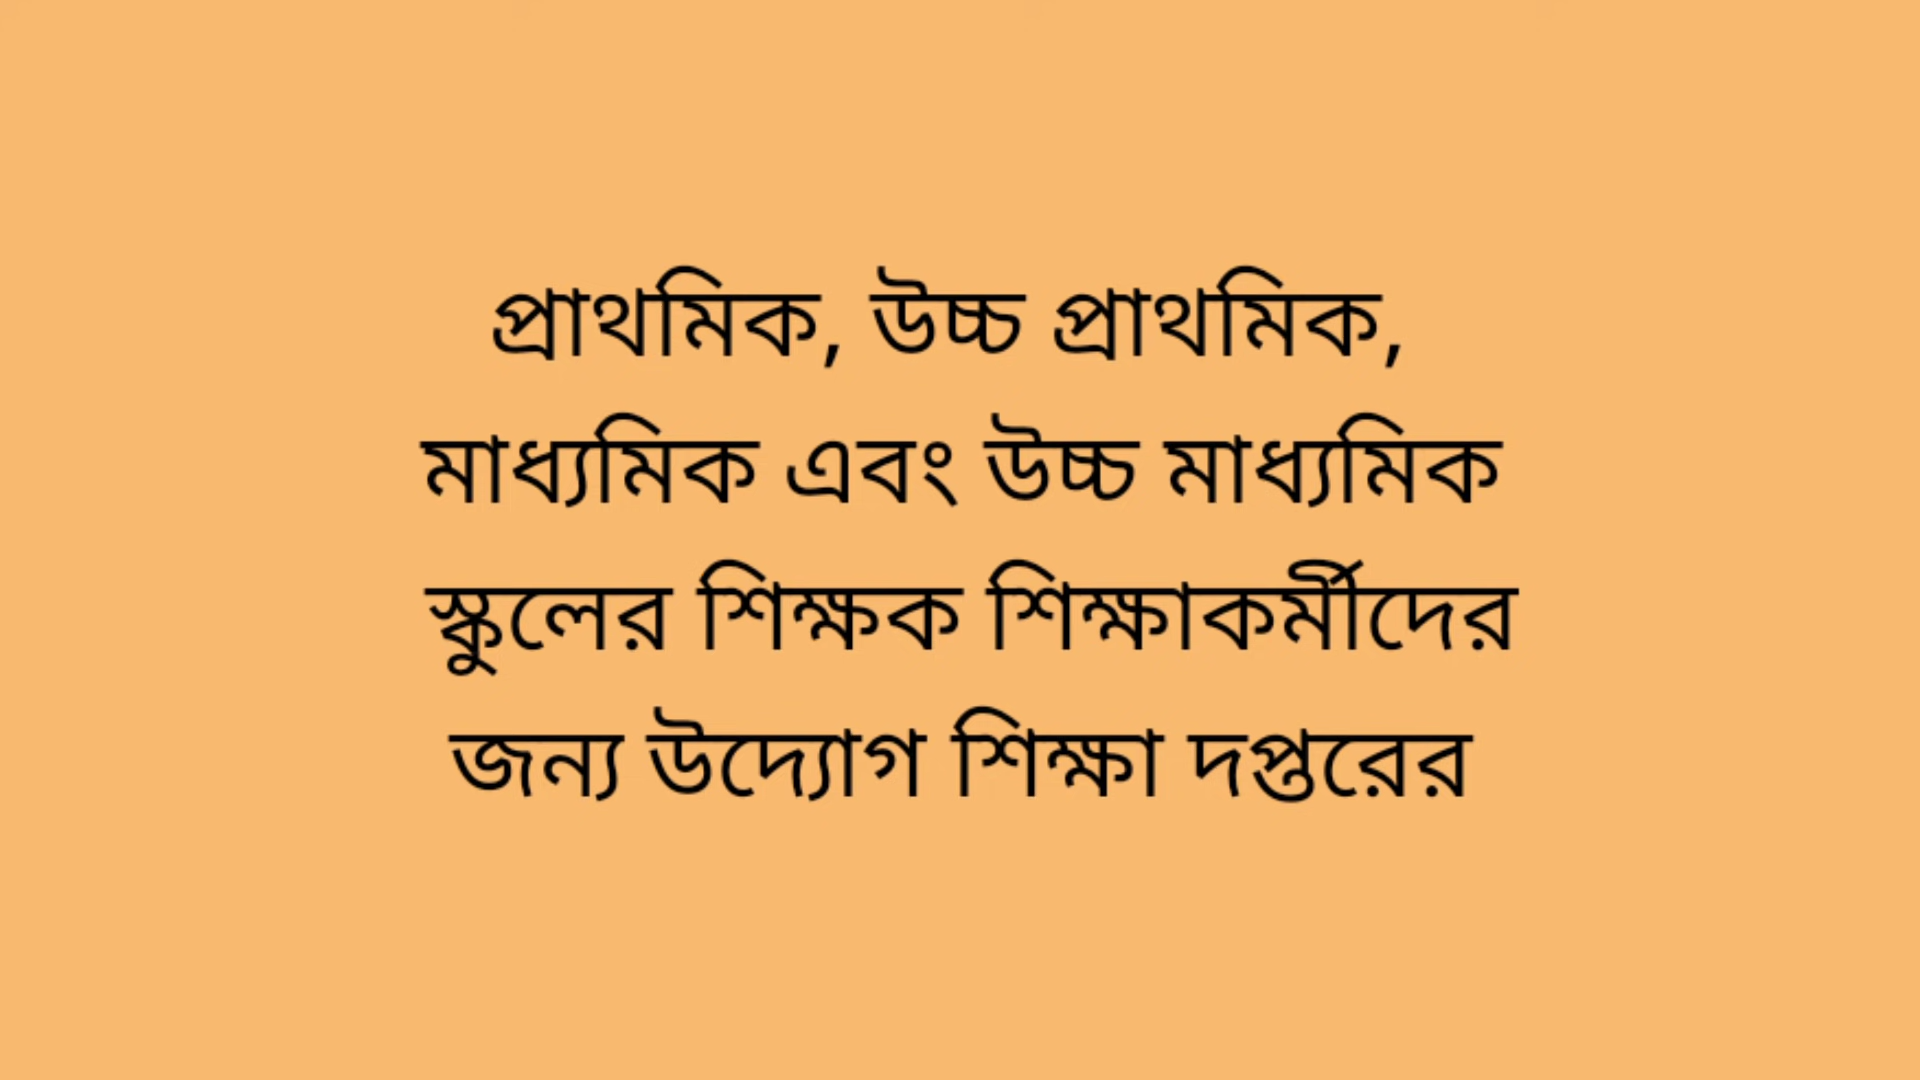 প্রাথমিক, উচ্চ প্রাথমিক,
মাধ্যমিক এবং উচ্চ মাধ্যমিক
স্কুলের শিক্ষক শিক্ষাকর্মীদের
জন্য উদ্যোগ শিক্ষা দপ্তরের